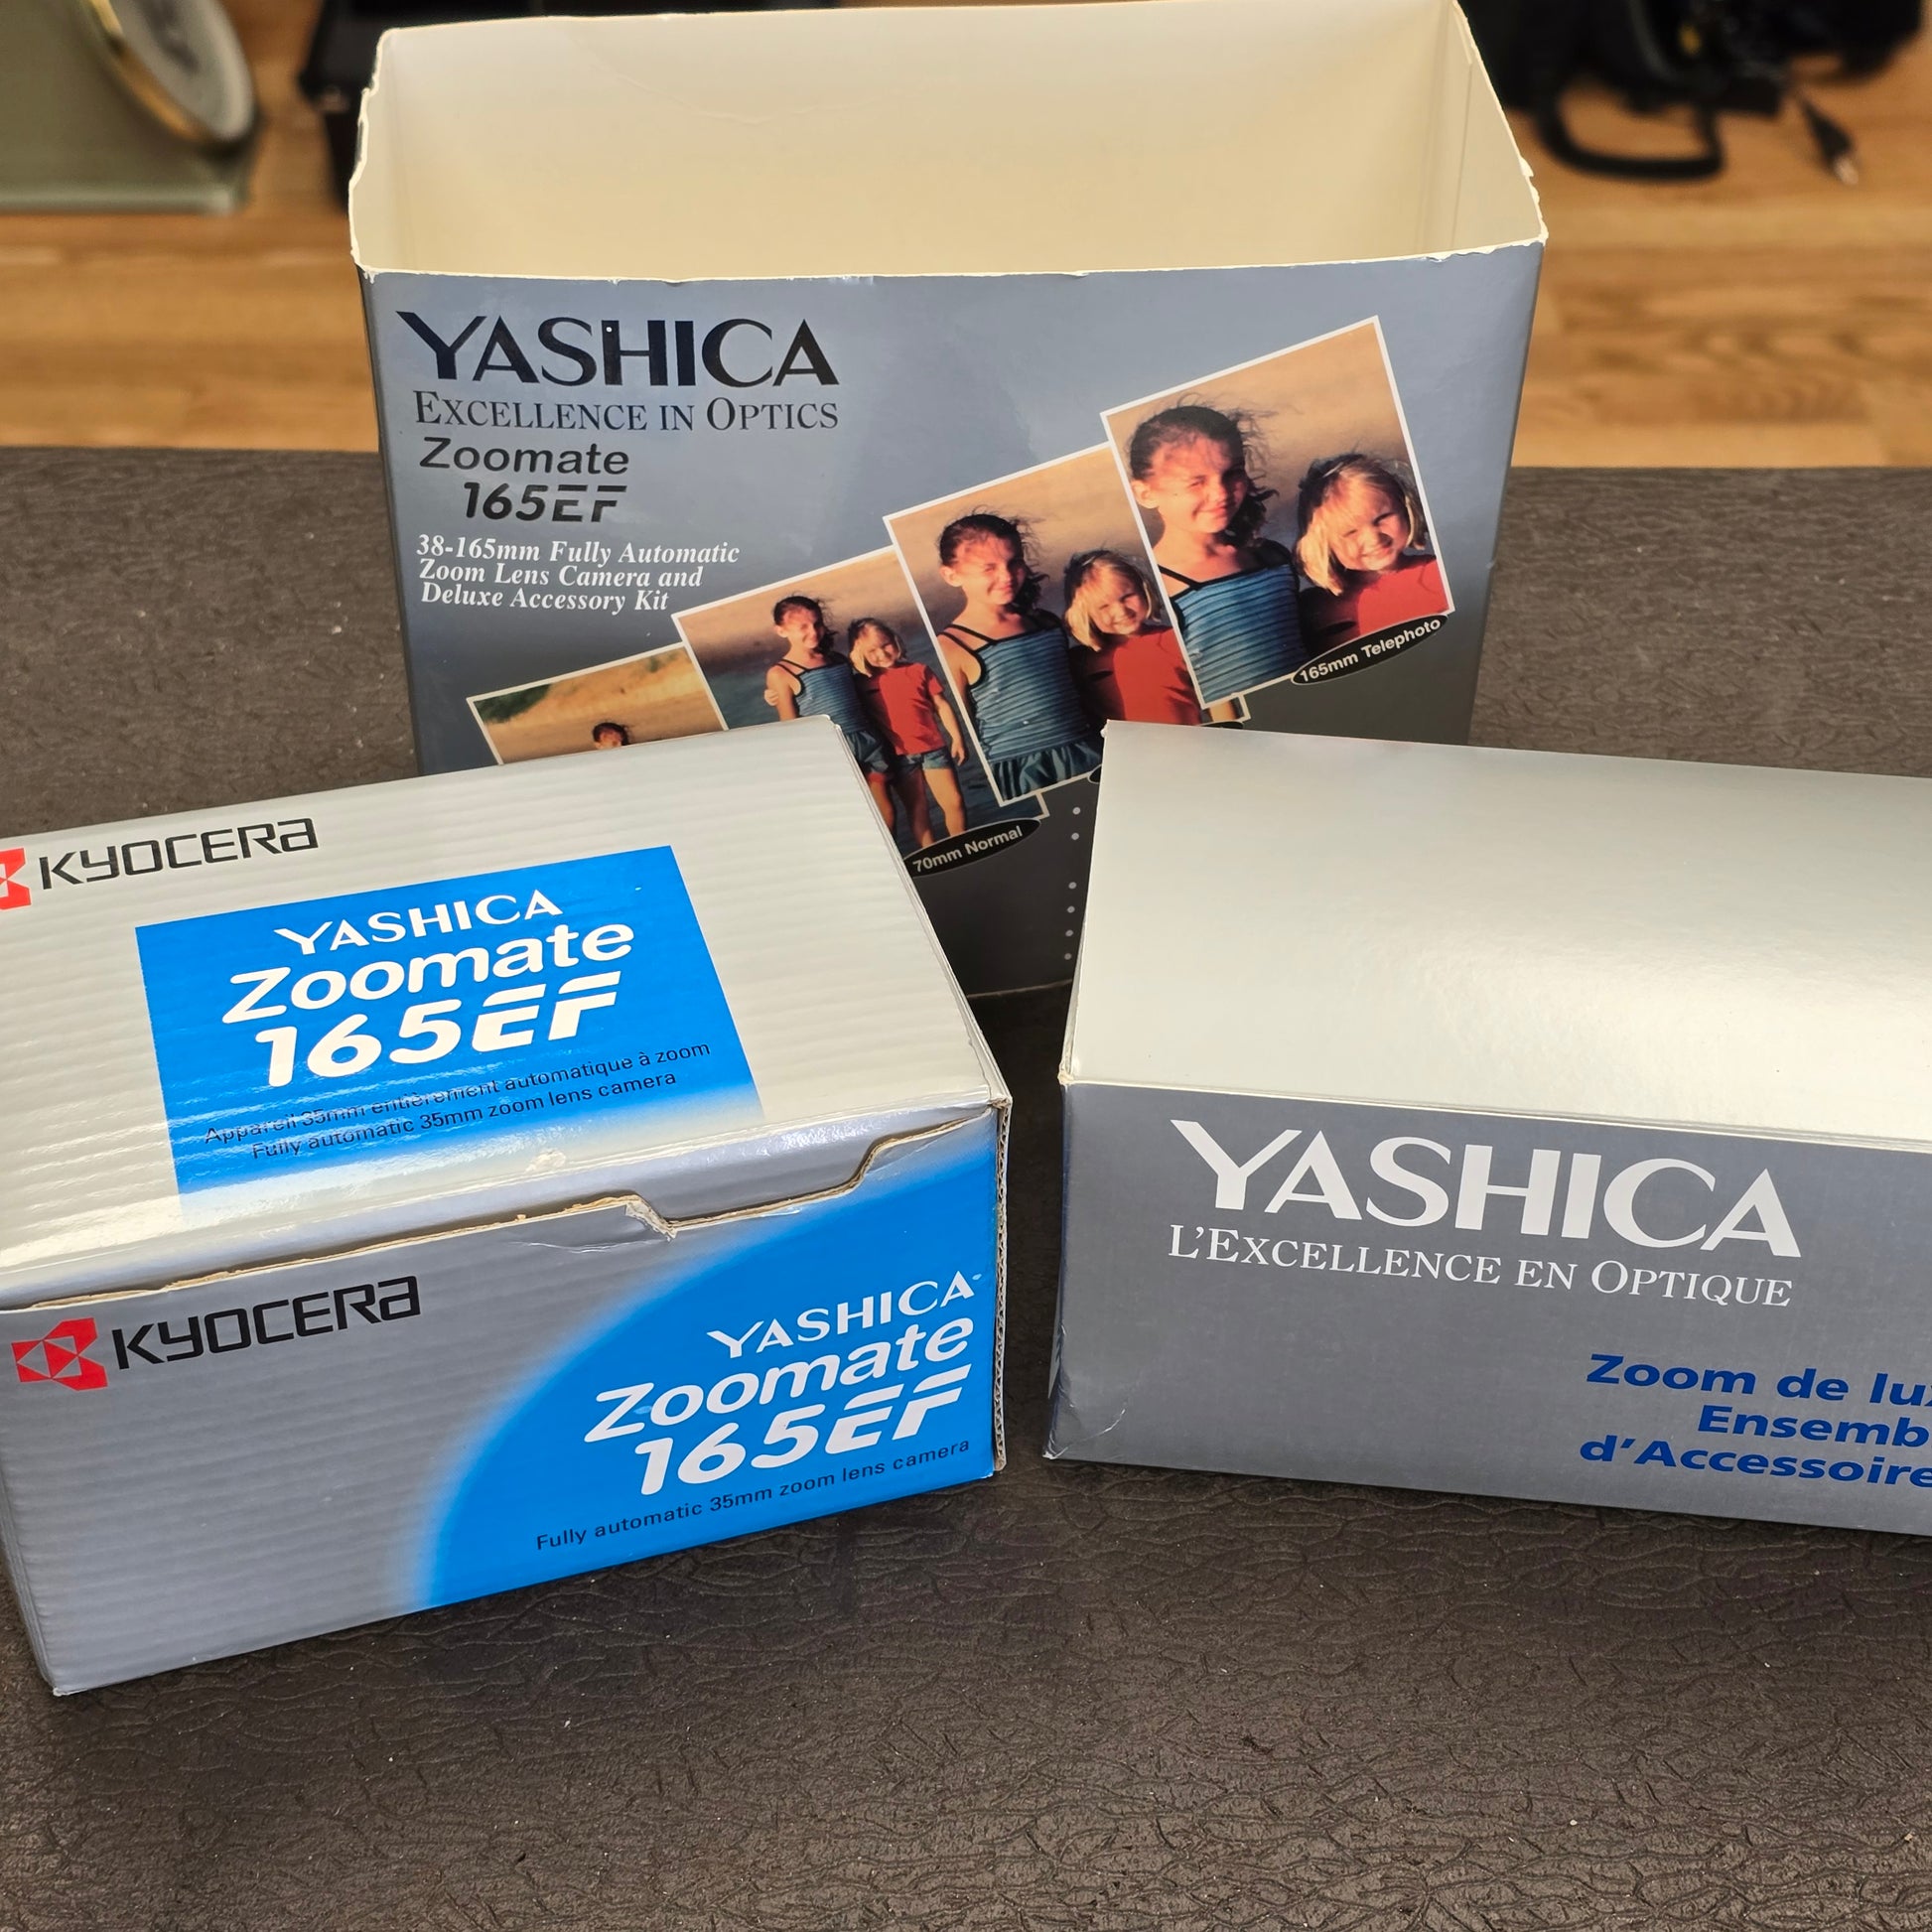 YASHICA
EXCELLENCE IN OPTICS
Zoomate
165EF
38-165mm Fully Automatic
Zoom Lens Camera and
Deluxe Accessory Kit
165mm Telephoto
70mm Normal
KYOCERA
YASHICA
Zoomate
165EF
Appareil 35mm entièrement automatique à zoom
Fully automatic 35mm zoom lens camera
KYOCERA
YASHICA
Zoomate
165EF
Fully automatic 35mm zoom lens camera
YASHICA
L'EXCELLENCE EN OPTIQUE
Zoom de